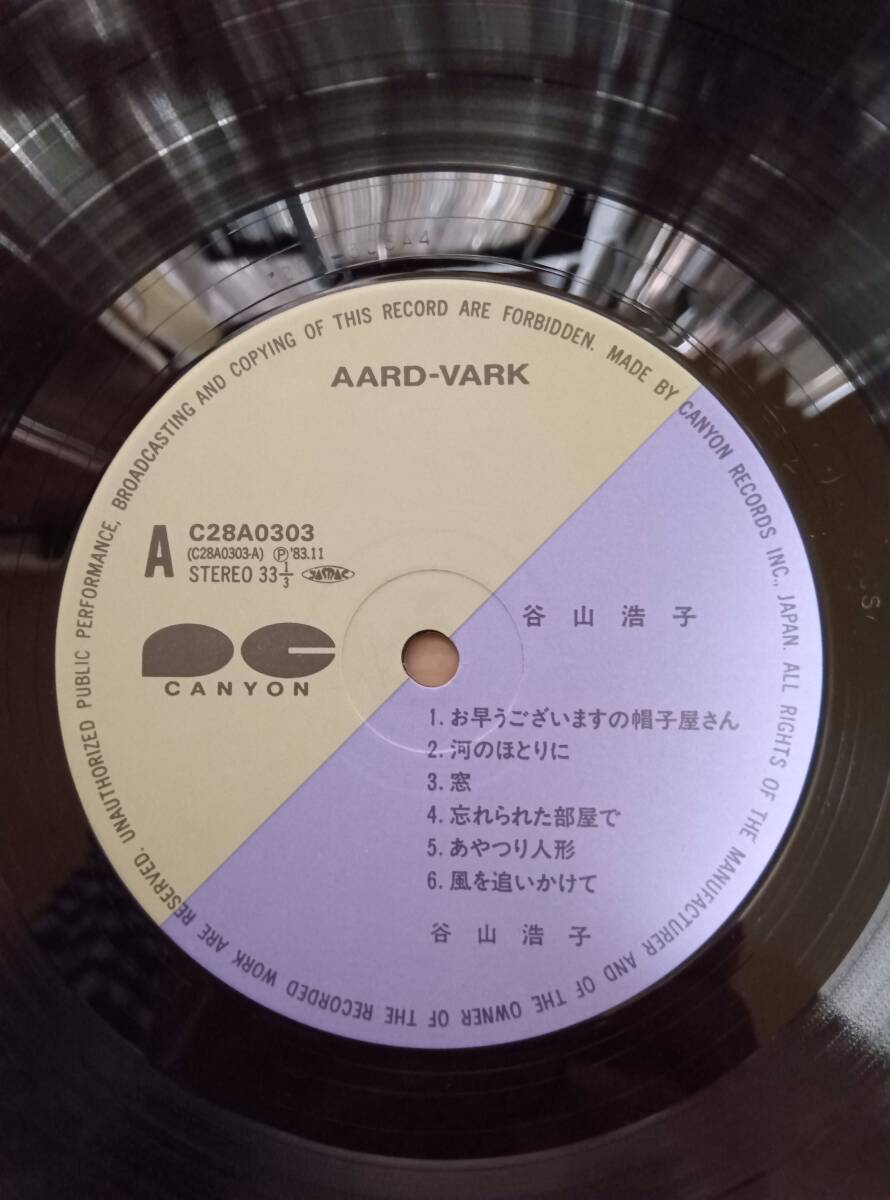 AARD-VARK
A
C28A0303
(C28A0303-A) Ⓟ'83.11
STEREO 33⅓ JASRAC
CANYON
谷山浩子
1. お早うございますの帽子屋さん
2. 河のほとりに
3. 窓
4. 忘れられた部屋で
5. あやつり人形
6. 風を追いかけて
谷山浩子
UNAUTHORIZED PUBLIC PERFORMANCE, BROADCASTING AND COPYING OF THIS RECORD ARE FORBIDDEN. MADE BY CANYON RECORDS INC., JAPAN. ALL RIGHTS OF THE MANUFACTURER AND OF THE OWNER OF THE RECORDED WORK ARE RESERVED.